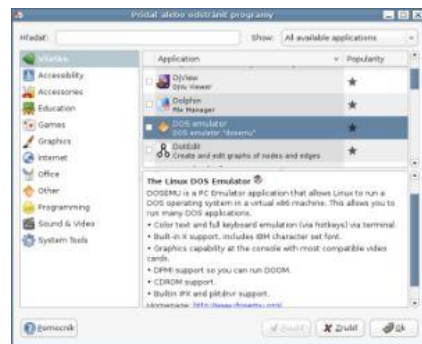 Pridať alebo odstrániť programy
Hľadať:
Show:
All available applications
Všetko
Accessibility
Accessories
Education
Games
Graphics
Internet
Office
Other
Programming
Sound & Video
System Tools
Application
Popularity
DjView
DjVu Viewer
Dolphin
File Manager
DOS emulator
DOS emulator "dosemu"
DotEdit
Create and edit graphs of nodes and edges
The Linux DOS Emulator
DOSEMU is a PC Emulator application that allows Linux to run a
DOS operating system in a virtual x86 machine. This allows you to
run many DOS applications.
• Color text and full keyboard emulation (via hotkeys) via terminal.
• Built-in X support, includes IBM character set font.
• Graphics capability at the console with most compatible video
cards.
• DPMI support so you can run DOOM.
• CDROM support.
• Builtin IPX and pktdrvr support.
Homepage: http://www.dosemu.org/
Pomocník
Zrušiť
Ok